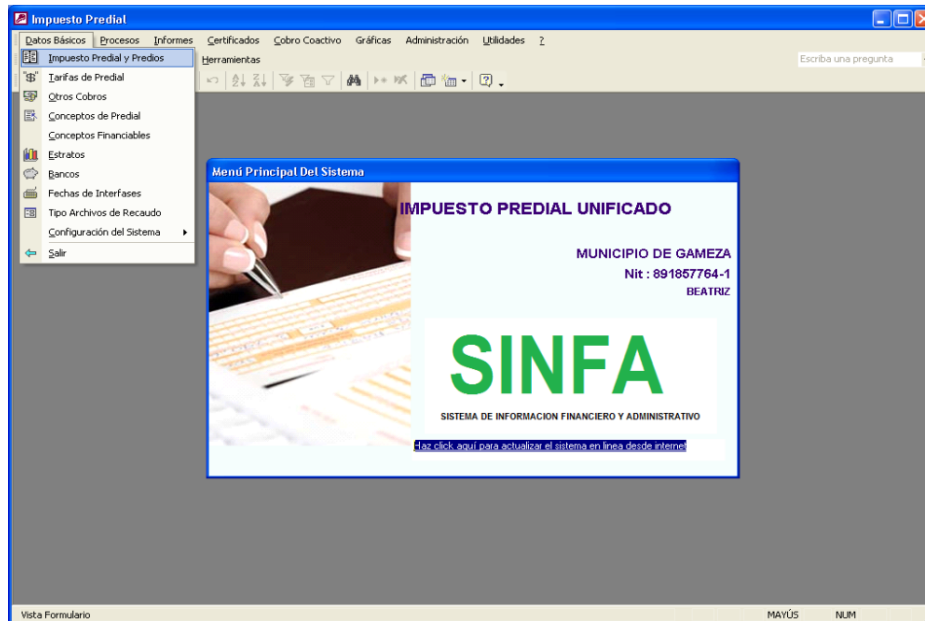 Impuesto Predial
Datos Básicos Procesos Informes Certificados Cobro Coactivo Gráficas Administración Utilidades ?
Impuesto Predial y Predios
Herramientas
Escriba una pregunta
Tarifas de Predial
Otros Cobros
Conceptos de Predial
Conceptos Financiables
Estratos
Bancos
Fechas de Interfases
Tipo Archivos de Recaudo
Configuración del Sistema
Salir
Menú Principal Del Sistema
IMPUESTO PREDIAL UNIFICADO
MUNICIPIO DE GAMEZA
Nit : 891857764-1
BEATRIZ
SINFA
SISTEMA DE INFORMACION FINANCIERO Y ADMINISTRATIVO
Haz click aquí para actualizar el sistema en linea desde internet
Vista Formulario
MAYÚS NUM